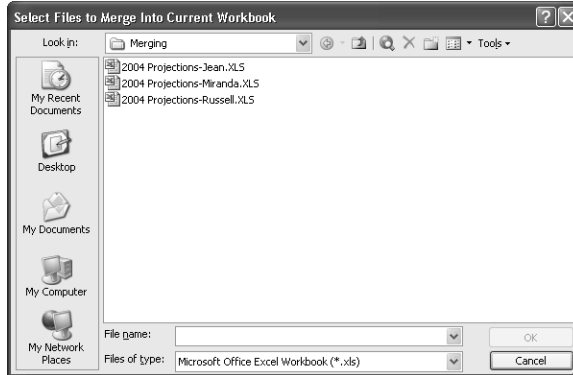 Select Files to Merge Into Current Workbook
Look in:
Merging
Tools
2004 Projections-Jean.XLS
2004 Projections-Miranda.XLS
2004 Projections-Russell.XLS
My Recent
Documents
Desktop
My Documents
My Computer
My Network
Places
File name:
OK
Files of type:
Microsoft Office Excel Workbook (*.xls)
Cancel